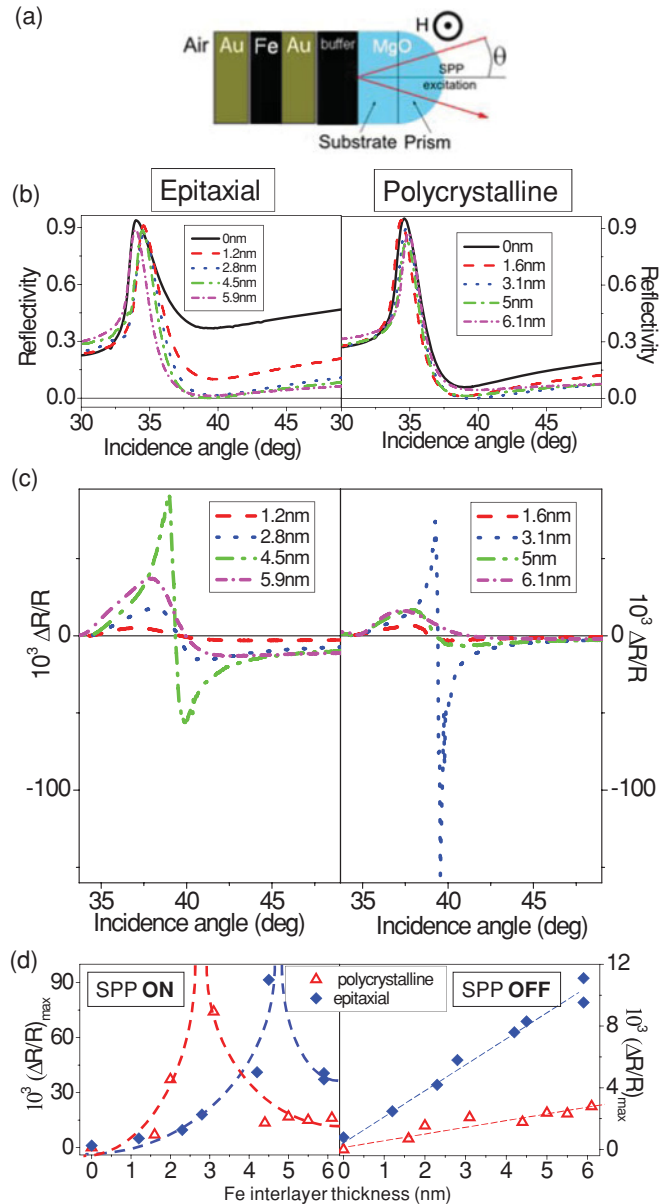 (a)
H
Air Au Fe Au buffer MgO
θ
SPP
excitation
Substrate Prism
(b)
Epitaxial
Polycrystalline
0.9
0.6
0.3
0.0
Reflectivity
0nm
1.2nm
2.8nm
4.5nm
5.9nm
30 35 40 45
Incidence angle (deg)
0nm
1.6nm
3.1nm
5nm
6.1nm
0.9
0.6
0.3
0.0
Reflectivity
30 35 40 45
Incidence angle (deg)
(c)
1.2nm
2.8nm
4.5nm
5.9nm
0
-100
10³ ΔR/R
35 40 45
Incidence angle (deg)
1.6nm
3.1nm
5nm
6.1nm
0
-100
10³ ΔR/R
35 40 45
Incidence angle (deg)
(d)
SPP ON
polycrystalline
epitaxial
SPP OFF
90
60
30
0
10³ (ΔR/R)max
12
8
4
0
10³ (ΔR/R)max
0 1 2 3 4 5 6 0 1 2 3 4 5 6
Fe interlayer thickness (nm)